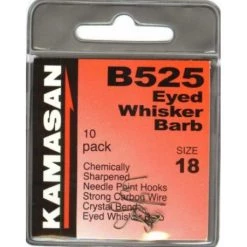 KAMASAN
B525
Eyed
Whisker
Barb
10
pack
SIZE
18
Chemically
Sharpened
Needle Point Hooks
Strong Carbon Wire
Crystal Bend
Eyed Whisker